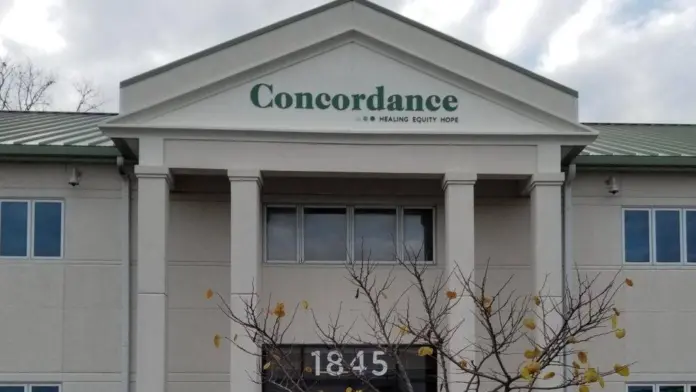 Concordance
HEALING EQUITY HOPE
1845